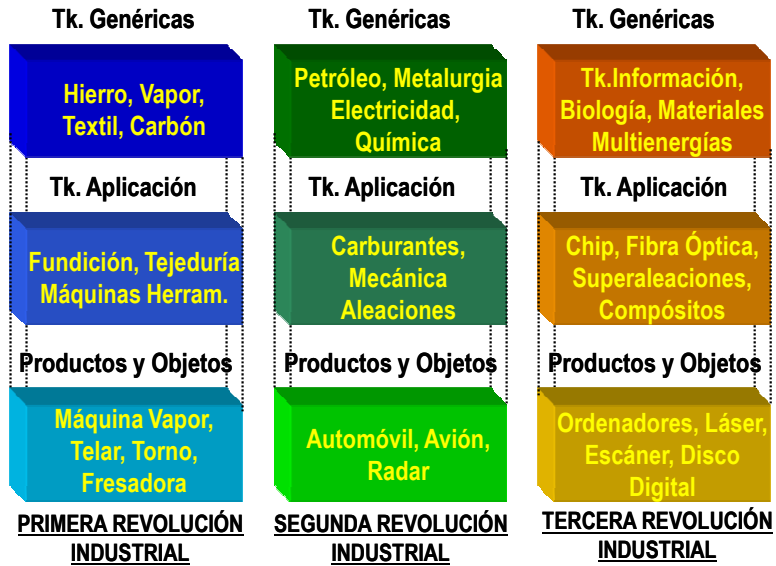 Tk. Genéricas
Hierro, Vapor,
Textil, Carbón
Tk. Aplicación
Fundición, Tejeduría
Máquinas Herram.
Productos y Objetos
Máquina Vapor,
Telar, Torno,
Fresadora
PRIMERA REVOLUCIÓN
INDUSTRIAL
Tk. Genéricas
Petróleo, Metalurgia
Electricidad,
Química
Tk. Aplicación
Carburantes,
Mecánica
Aleaciones
Productos y Objetos
Automóvil, Avión,
Radar
SEGUNDA REVOLUCIÓN
INDUSTRIAL
Tk. Genéricas
Tk.Información,
Biología, Materiales
Multienergías
Tk. Aplicación
Chip, Fibra Óptica,
Superaleaciones,
Compósitos
Productos y Objetos
Ordenadores, Láser,
Escáner, Disco
Digital
TERCERA REVOLUCIÓN
INDUSTRIAL